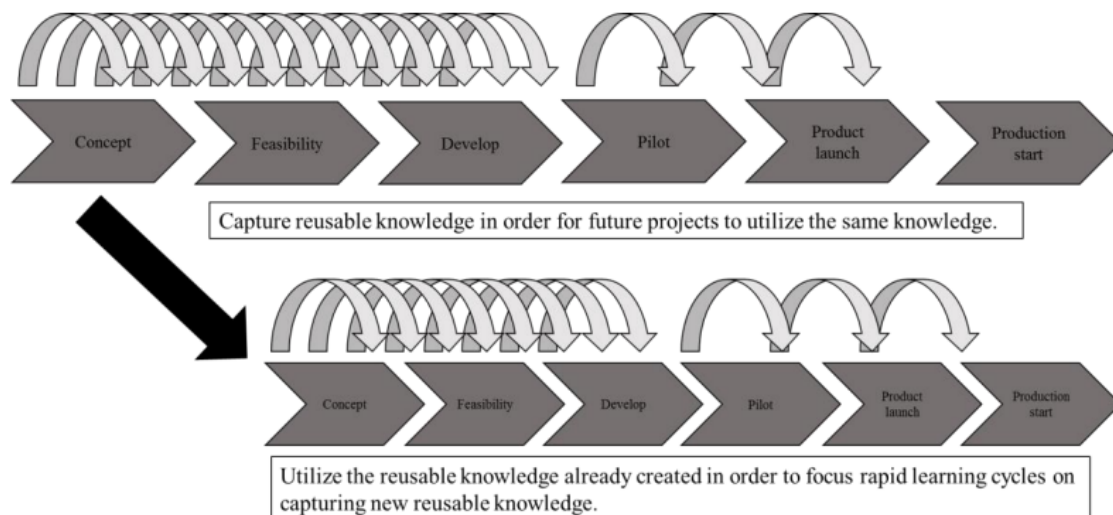 Concept
Feasibility
Develop
Pilot
Product
launch
Production
start
Capture reusable knowledge in order for future projects to utilize the same knowledge.
Concept
Feasibility
Develop
Pilot
Product
launch
Production
start
Utilize the reusable knowledge already created in order to focus rapid learning cycles on
capturing new reusable knowledge.